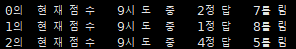 0의 현재점수 9시도중 2정답 7틀림
1의 현재점수 9시도중 1정답 8틀림
2의 현재점수 9시도중 4정답 5틀림